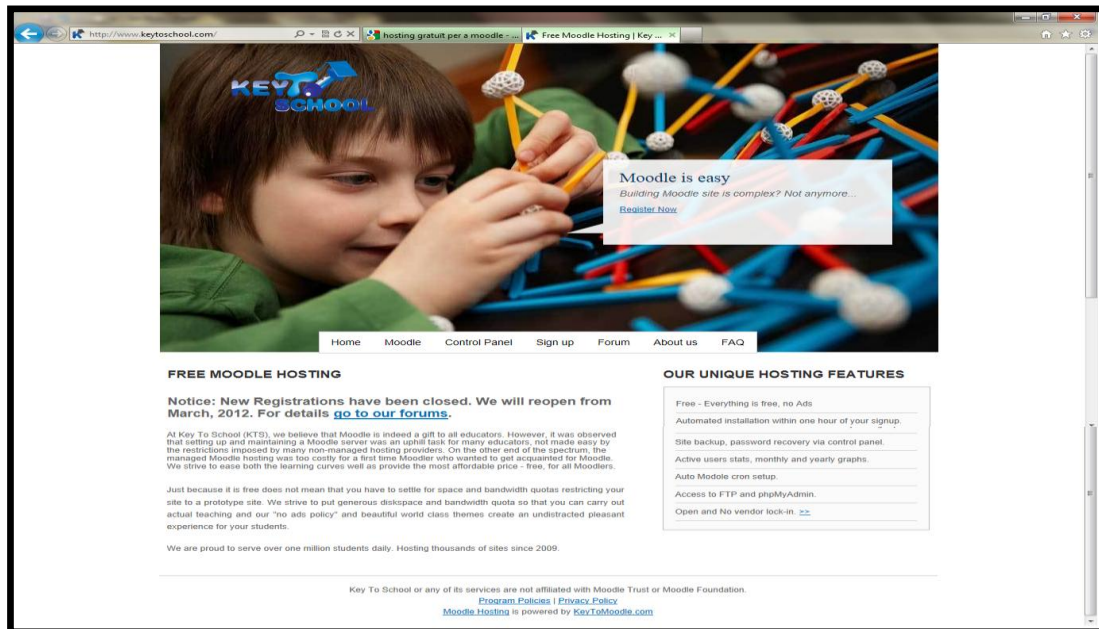 http://www.keytoschool.com/
hosting gratuït per a moodle - ...
Free Moodle Hosting | Key ...
KEY TO
SCHOOL
Moodle is easy
Building Moodle site is complex? Not anymore...
Register Now
Home Moodle Control Panel Sign up Forum About us FAQ
FREE MOODLE HOSTING
Notice: New Registrations have been closed. We will reopen from
March, 2012. For details go to our forums.
At Key To School (KTS), we believe that Moodle is indeed a gift to all educators. However, it was observed
that setting up and maintaining a Moodle server was an uphill task for many educators, not made easy by
the restrictions imposed by many non-managed hosting providers. On the other end of the spectrum, the
managed Moodle hosting was too costly for a first time Moodler who wanted to get acquainted for Moodle.
We strive to ease both the learning curves well as provide the most affordable price - free, for all Moodlers.
Just because it is free does not mean that you have to settle for space and bandwidth quotas restricting your
site to a prototype site. We strive to put generous diskspace and bandwidth quota so that you can carry out
actual teaching and our "no ads policy" and beautiful world class themes create an undistracted pleasant
experience for your students.
We are proud to serve over one million students daily. Hosting thousands of sites since 2009.
OUR UNIQUE HOSTING FEATURES
Free - Everything is free, no Ads
Automated installation within one hour of your signup.
Site backup, password recovery via control panel.
Active users stats, monthly and yearly graphs.
Auto Modole cron setup.
Access to FTP and phpMyAdmin.
Open and No vendor lock-in. >>
Key To School or any of its services are not affiliated with Moodle Trust or Moodle Foundation.
Program Policies | Privacy Policy
Moodle Hosting is powered by KeyToMoodle.com